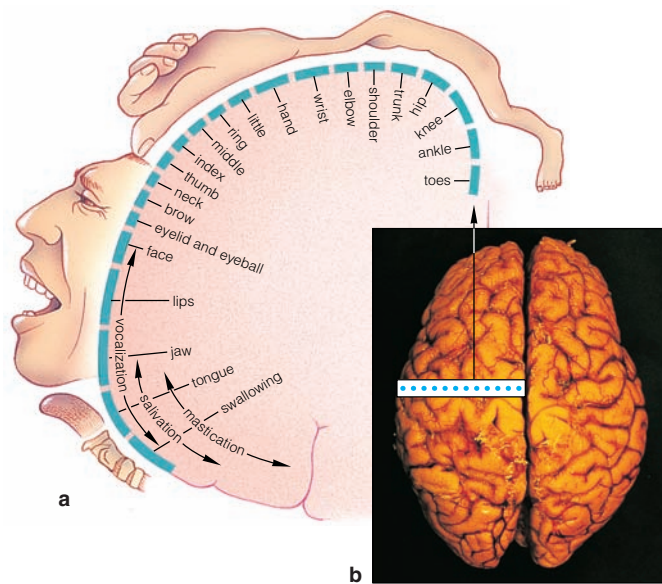 toes
ankle
knee
hip
trunk
shoulder
elbow
wrist
hand
little
ring
middle
index
thumb
neck
brow
eyelid and eyeball
face
lips
jaw
tongue
swallowing
vocalization
salivation
mastication
a
b